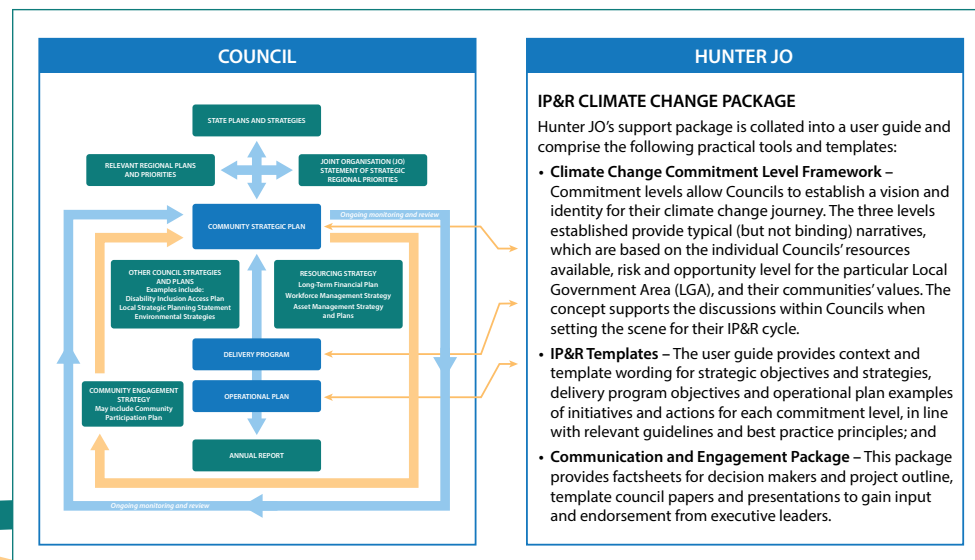 COUNCIL
STATE PLANS AND STRATEGIES
RELEVANT REGIONAL PLANS
AND PRIORITIES
JOINT ORGANISATION (JO)
STATEMENT OF STRATEGIC
REGIONAL PRIORITIES
Ongoing monitoring and review
COMMUNITY STRATEGIC PLAN
OTHER COUNCIL STRATEGIES
AND PLANS
Examples include:
Disability Inclusion Access Plan
Local Strategic Planning Statement
Environmental Strategies
RESOURCING STRATEGY
Long-Term Financial Plan
Workforce Management Strategy
Asset Management Strategy
and Plans
DELIVERY PROGRAM
COMMUNITY ENGAGEMENT
STRATEGY
May include Community
Participation Plan
OPERATIONAL PLAN
ANNUAL REPORT
Ongoing monitoring and review
HUNTER JO
IP&R CLIMATE CHANGE PACKAGE
Hunter JO’s support package is collated into a user guide and
comprise the following practical tools and templates:
• Climate Change Commitment Level Framework –
Commitment levels allow Councils to establish a vision and
identity for their climate change journey. The three levels
established provide typical (but not binding) narratives,
which are based on the individual Councils’ resources
available, risk and opportunity level for the particular Local
Government Area (LGA), and their communities’ values. The
concept supports the discussions within Councils when
setting the scene for their IP&R cycle.
• IP&R Templates – The user guide provides context and
template wording for strategic objectives and strategies,
delivery program objectives and operational plan examples
of initiatives and actions for each commitment level, in line
with relevant guidelines and best practice principles; and
• Communication and Engagement Package – This package
provides factsheets for decision makers and project outline,
template council papers and presentations to gain input
and endorsement from executive leaders.